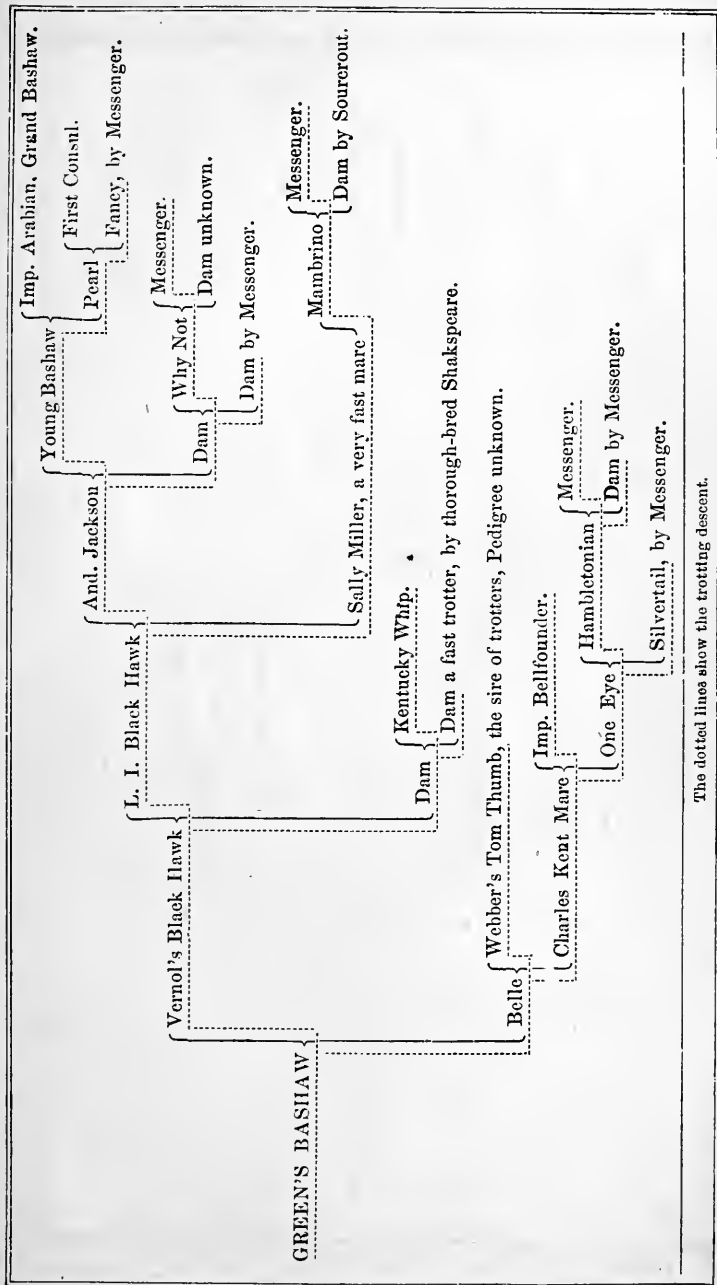 Imp. Arabian, Grand Bashaw.
Young Bashaw
Pearl
First Consul.
Fancy, by Messenger.
And. Jackson
Why Not
Messenger.
Dam unknown.
Dam
Dam by Messenger.
L. I. Black Hawk
Mambrino
Messenger.
Dam by Sourcrout.
Sally Miller, a very fast mare
Vernol's Black Hawk
Kentucky Whip.
Dam
Dam a fast trotter, by thorough-bred Shakspeare.
GREEN'S BASHAW
Webber's Tom Thumb, the sire of trotters, Pedigree unknown.
Belle
Imp. Bellfounder.
Charles Kent Mare
Hambletonian
Messenger.
Dam by Messenger.
One Eye
Silvertail, by Messenger.
The dotted lines show the trotting descent.